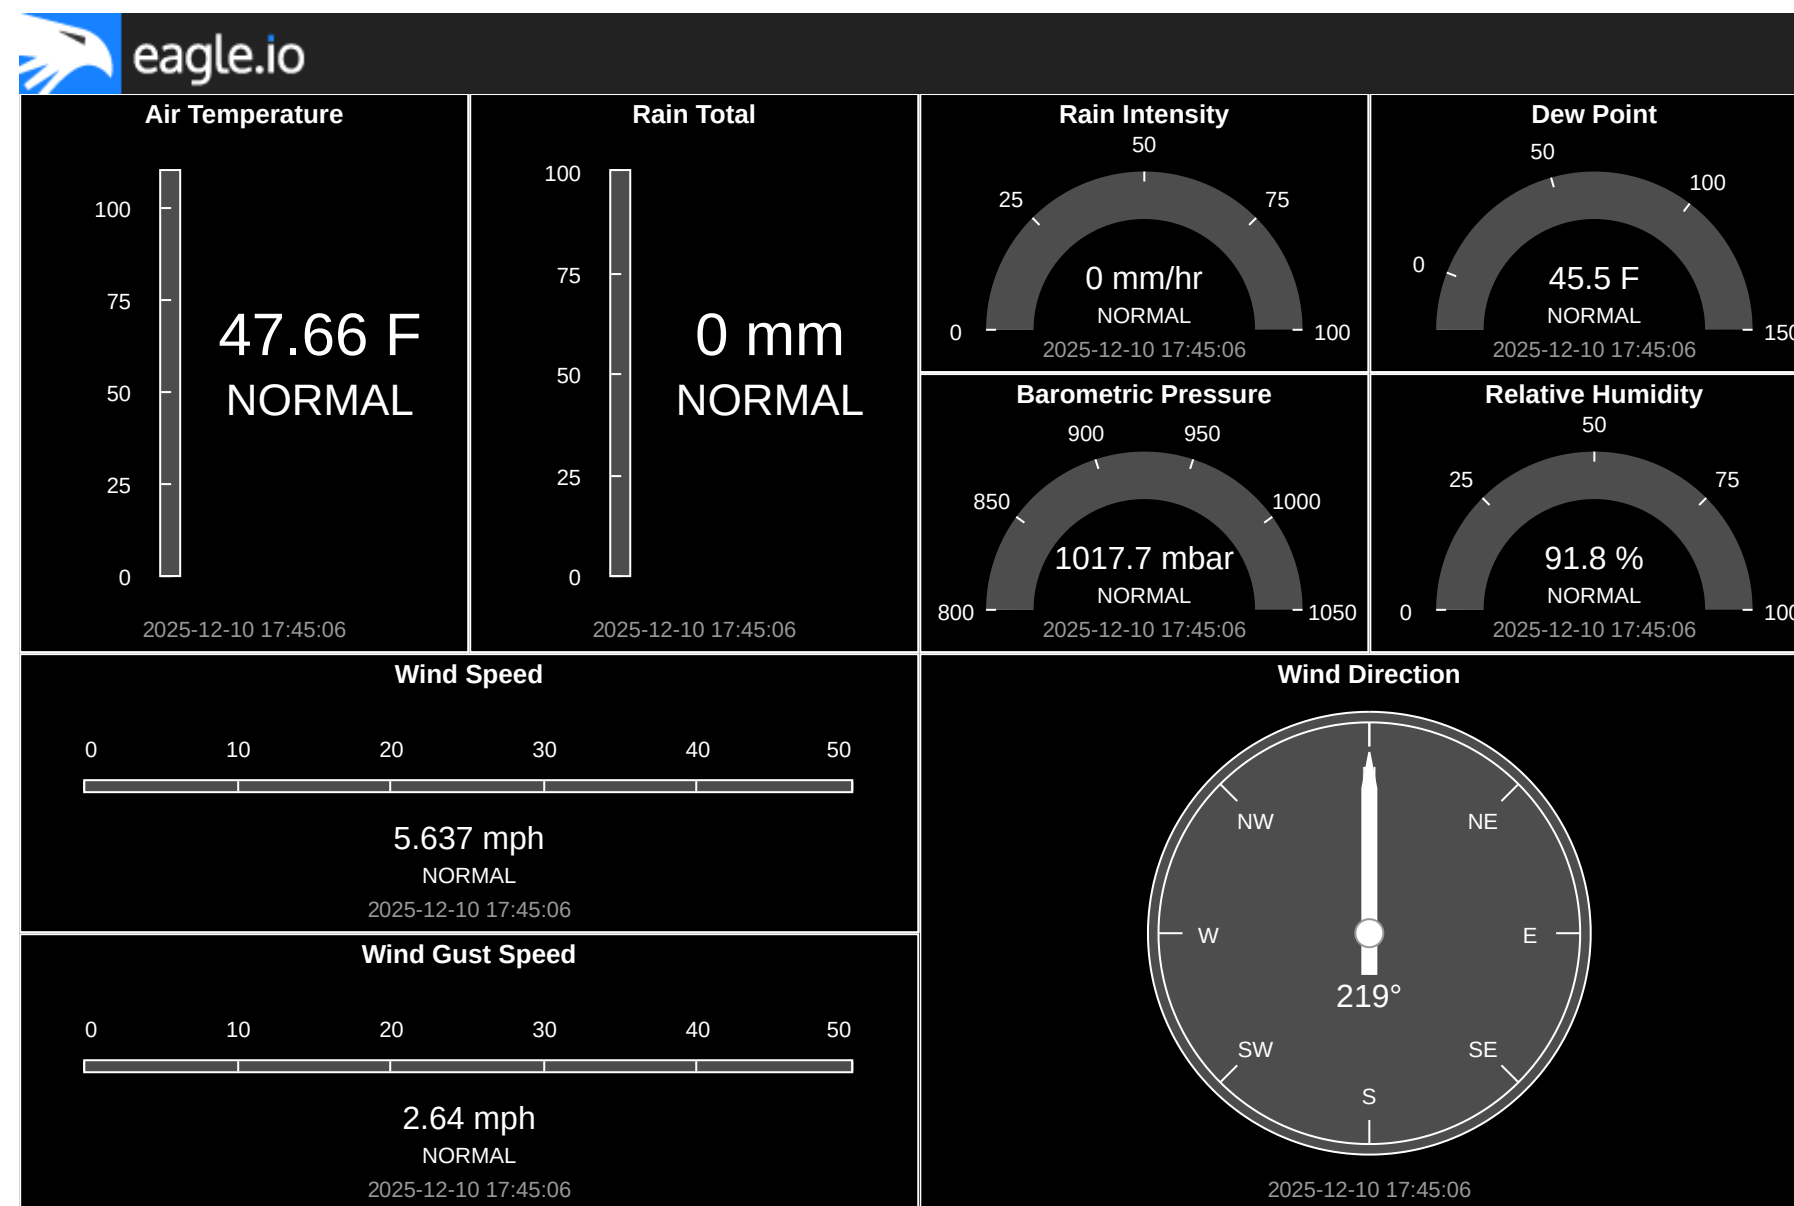 eagle.io
Air Temperature
100
75
50
25
0
47.66 F
NORMAL
2025-12-10 17:45:06
Rain Total
100
75
50
25
0
0 mm
NORMAL
2025-12-10 17:45:06
Rain Intensity
0
25
50
75
100
0 mm/hr
NORMAL
2025-12-10 17:45:06
Dew Point
0
50
100
150
45.5 F
NORMAL
2025-12-10 17:45:06
Barometric Pressure
800
850
900
950
1000
1050
1017.7 mbar
NORMAL
2025-12-10 17:45:06
Relative Humidity
0
25
50
75
100
91.8 %
NORMAL
2025-12-10 17:45:06
Wind Speed
0 10 20 30 40 50
5.637 mph
NORMAL
2025-12-10 17:45:06
Wind Gust Speed
0 10 20 30 40 50
2.64 mph
NORMAL
2025-12-10 17:45:06
Wind Direction
NW NE
W E
219°
SW SE
S
2025-12-10 17:45:06